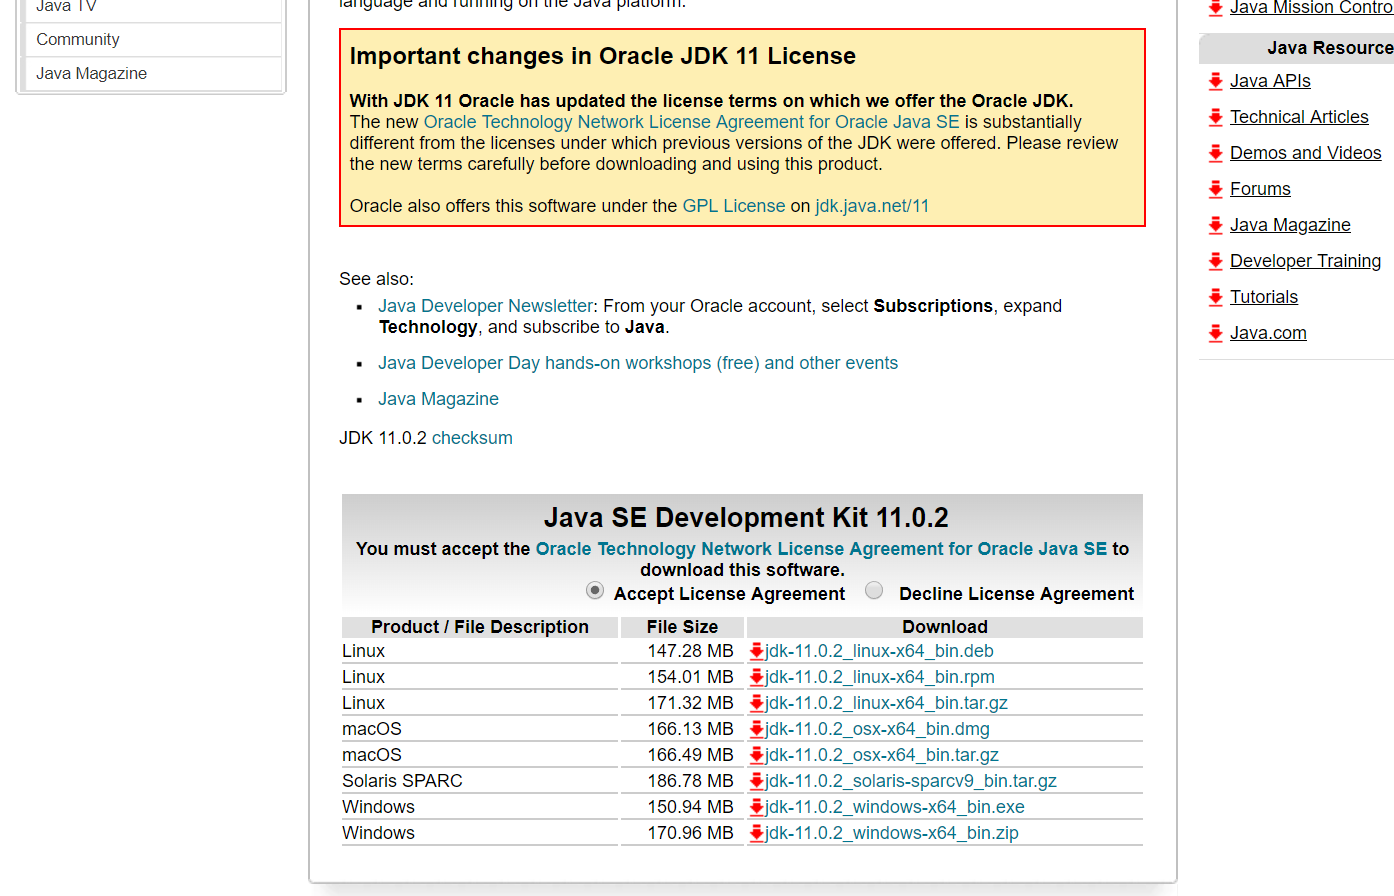 Java TV
Community
Java Magazine
language and running on the Java platform.
Important changes in Oracle JDK 11 License
With JDK 11 Oracle has updated the license terms on which we offer the Oracle JDK.
The new Oracle Technology Network License Agreement for Oracle Java SE is substantially
different from the licenses under which previous versions of the JDK were offered. Please review
the new terms carefully before downloading and using this product.
Oracle also offers this software under the GPL License on jdk.java.net/11
See also:
▪ Java Developer Newsletter: From your Oracle account, select Subscriptions, expand
Technology, and subscribe to Java.
▪ Java Developer Day hands-on workshops (free) and other events
▪ Java Magazine
JDK 11.0.2 checksum
Java SE Development Kit 11.0.2
You must accept the Oracle Technology Network License Agreement for Oracle Java SE to
download this software.
Accept License Agreement Decline License Agreement
Product / File Description File Size Download
Linux 147.28 MB jdk-11.0.2_linux-x64_bin.deb
Linux 154.01 MB jdk-11.0.2_linux-x64_bin.rpm
Linux 171.32 MB jdk-11.0.2_linux-x64_bin.tar.gz
macOS 166.13 MB jdk-11.0.2_osx-x64_bin.dmg
macOS 166.49 MB jdk-11.0.2_osx-x64_bin.tar.gz
Solaris SPARC 186.78 MB jdk-11.0.2_solaris-sparcv9_bin.tar.gz
Windows 150.94 MB jdk-11.0.2_windows-x64_bin.exe
Windows 170.96 MB jdk-11.0.2_windows-x64_bin.zip
Java Mission Contro
Java Resource
Java APIs
Technical Articles
Demos and Videos
Forums
Java Magazine
Developer Training
Tutorials
Java.com